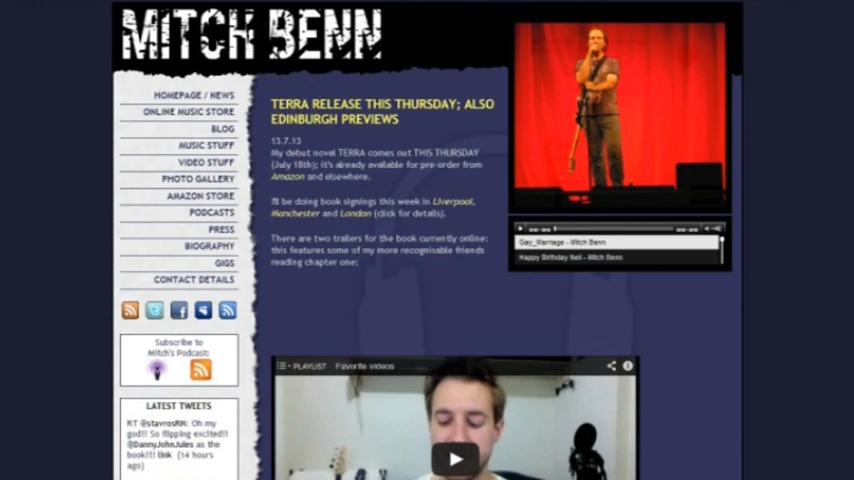 MITCH BENN
HOMEPAGE / NEWS
ONLINE MUSIC STORE
BLOG
MUSIC STUFF
VIDEO STUFF
PHOTO GALLERY
AMAZON STORE
PODCASTS
PRESS
BIOGRAPHY
GIGS
CONTACT DETAILS
Subscribe to
Mitch's Podcast:
LATEST TWEETS
RT @stavrosRN: Oh my
god!! So flipping excited!!
@DannyJohnJules as the
book!!! link (14 hours
ago)
TERRA RELEASE THIS THURSDAY; ALSO
EDINBURGH PREVIEWS
13.7.13
My debut novel TERRA comes out THIS THURSDAY
(July 18th); it's already available for pre-order from
Amazon and elsewhere.
I'll be doing book signings this week in Liverpool,
Manchester and London (click for details).
There are two trailers for the book currently online;
this features some of my more recognisable friends
reading chapter one:
PLAYLIST Favorite videos
00:00 00:00
Gay_Marriage - Mitch Benn
Happy Birthday Neil - Mitch Benn